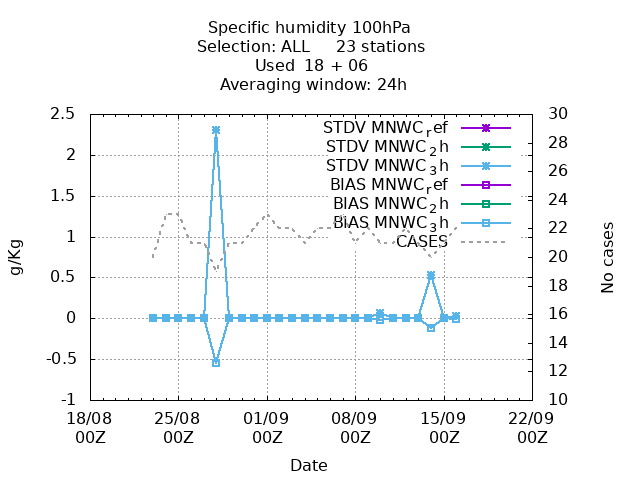 Specific humidity 100hPa
Selection: ALL 23 stations
Used 18 + 06
Averaging window: 24h
2.5
2
1.5
1
0.5
0
-0.5
-1
g/Kg
30
28
26
24
22
20
18
16
14
12
10
No cases
STDV MNWC_ref
STDV MNWC_2h
STDV MNWC_3h
BIAS MNWC_ref
BIAS MNWC_2h
BIAS MNWC_3h
CASES
18/08 25/08 01/09 08/09 15/09 22/09
00Z 00Z 00Z 00Z 00Z 00Z
Date